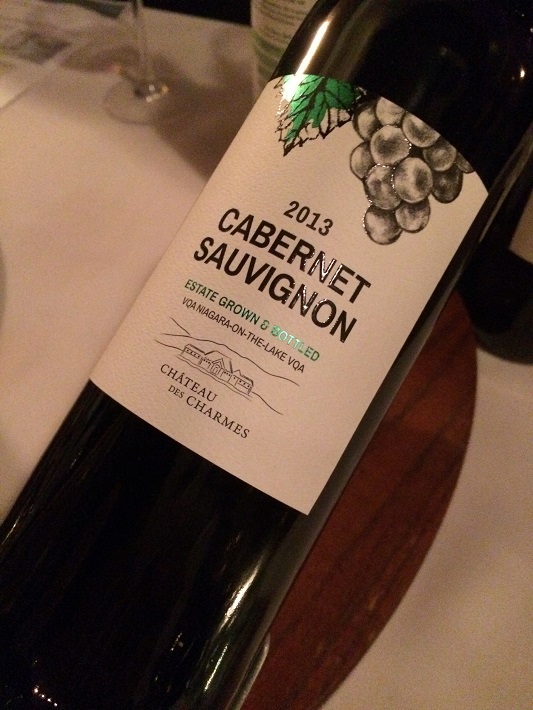 2013
CABERNET
SAUVIGNON
ESTATE GROWN & BOTTLED
VQA NIAGARA-ON-THE-LAKE VQA
CHÂTEAU
DES CHARMES